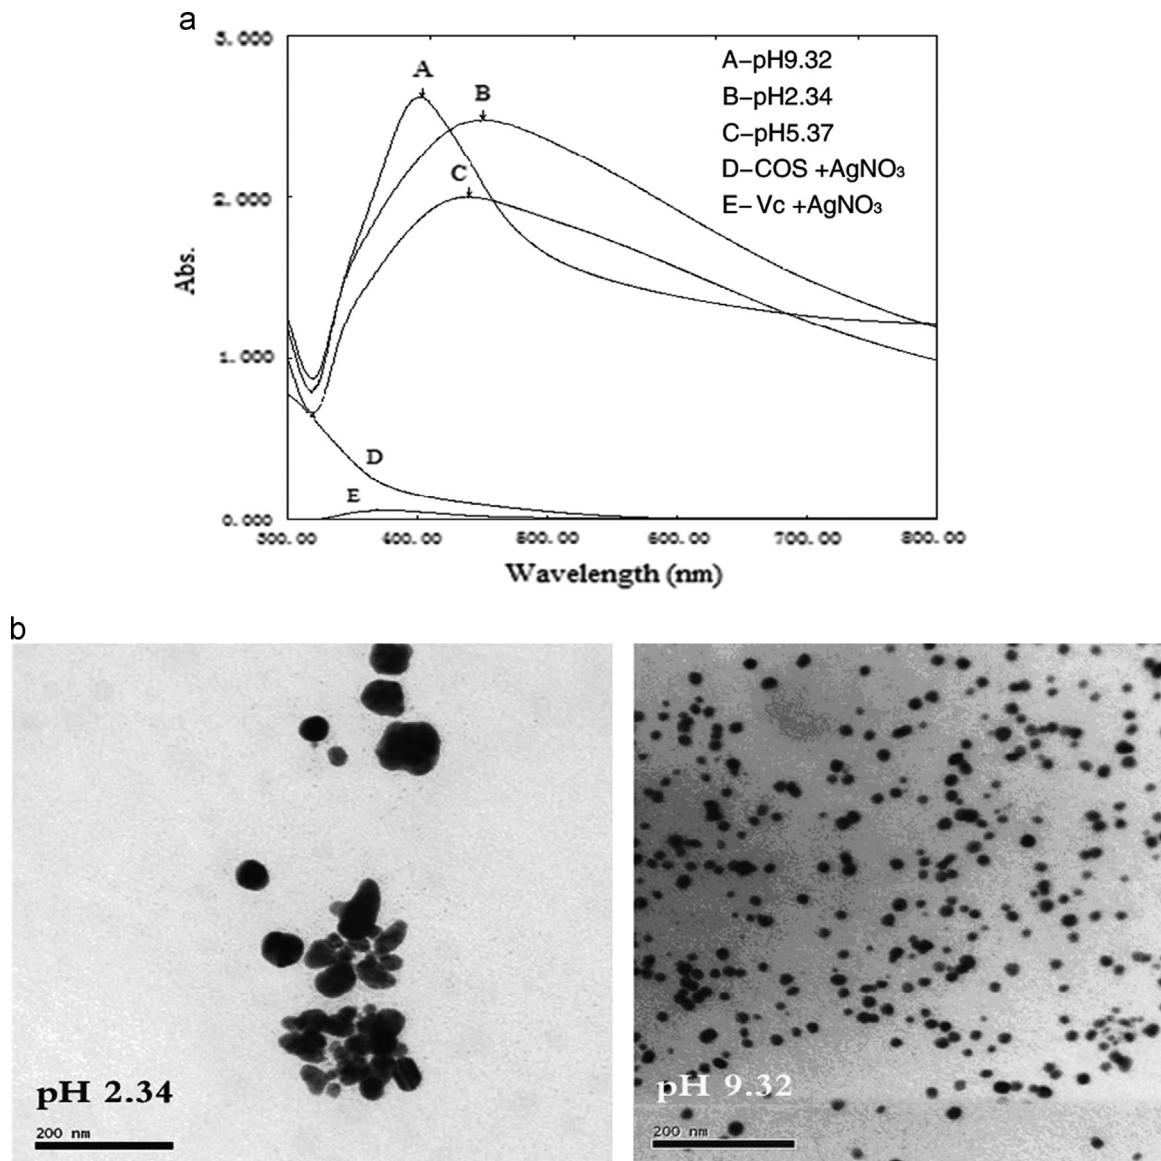 a
3.000
A
B
C
A–pH9.32
B–pH2.34
C–pH5.37
D–COS +AgNO₃
E– Vc +AgNO₃
2.000
Abs.
1.000
D
E
0.000
300.00 400.00 500.00 600.00 700.00 800.00
Wavelength (nm)
b
pH 2.34
200 nm
pH 9.32
200 nm